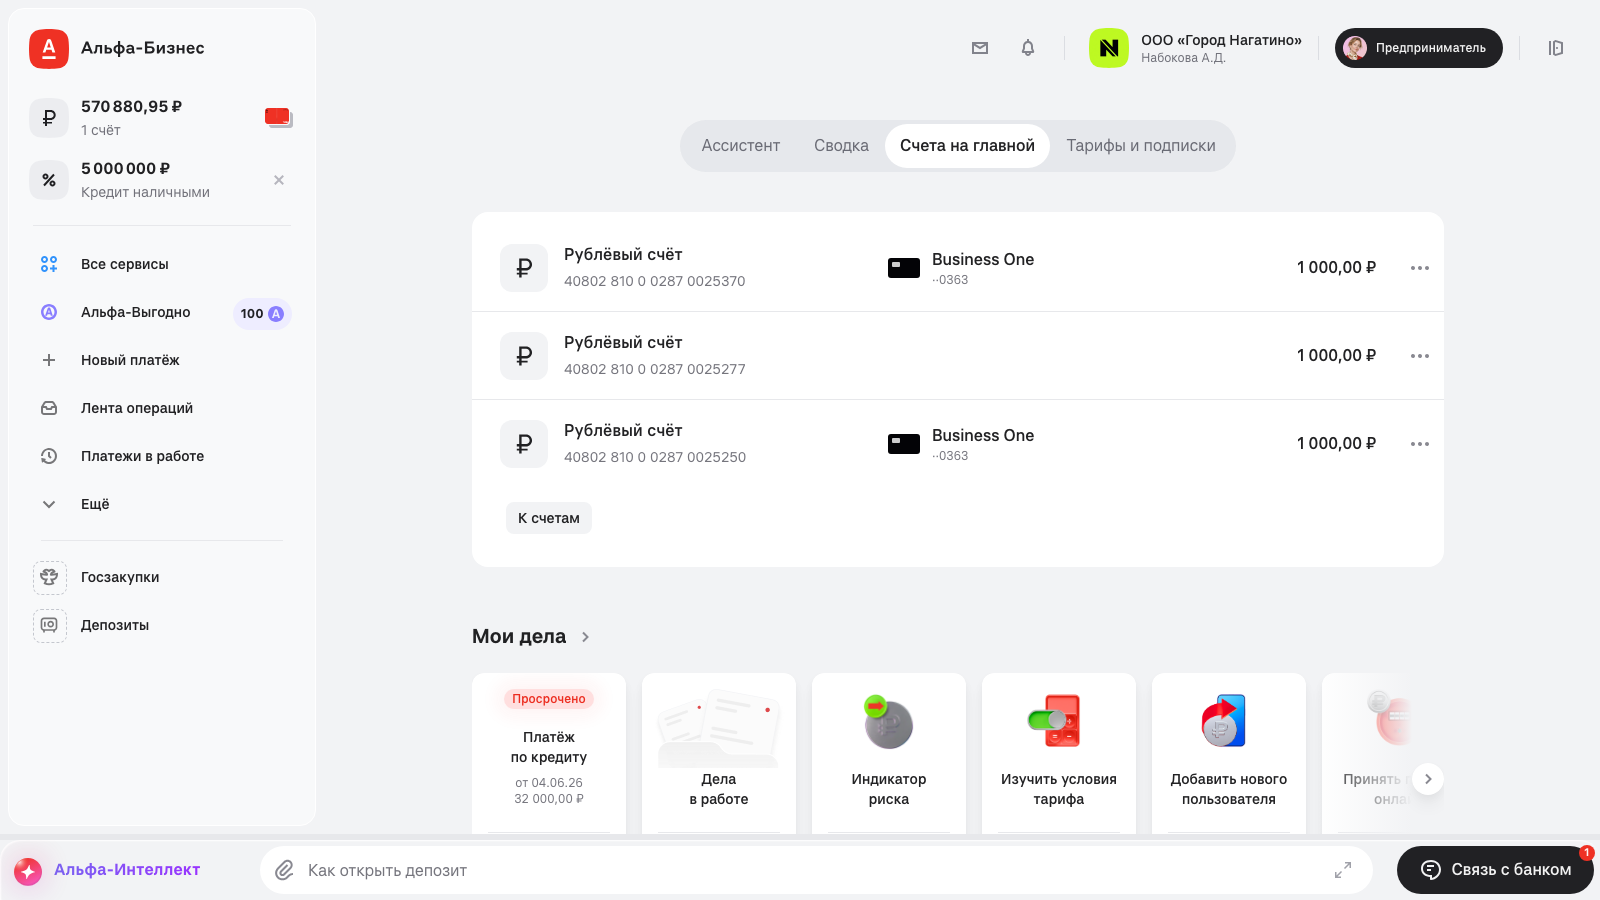 Альфа-Бизнес
570 880,95 ₽
1 счёт
5 000 000 ₽
Кредит наличными
Все сервисы
Альфа-Выгодно
100
Новый платёж
Лента операций
Платежи в работе
Ещё
Госзакупки
Депозиты
ООО «Город Нагатино»
Набокова А.Д.
Предприниматель
Ассистент
Сводка
Счета на главной
Тарифы и подписки
Рублёвый счёт
40802 810 0 0287 0025370
Business One
··0363
1 000,00 ₽
Рублёвый счёт
40802 810 0 0287 0025277
1 000,00 ₽
Рублёвый счёт
40802 810 0 0287 0025250
Business One
··0363
1 000,00 ₽
К счетам
Мои дела
Просрочено
Платёж
по кредиту
от 04.06.26
32 000,00 ₽
Дела
в работе
Индикатор
риска
Изучить условия
тарифа
Добавить нового
пользователя
Принять
Альфа-Интеллект
Как открыть депозит
Связь с банком
1